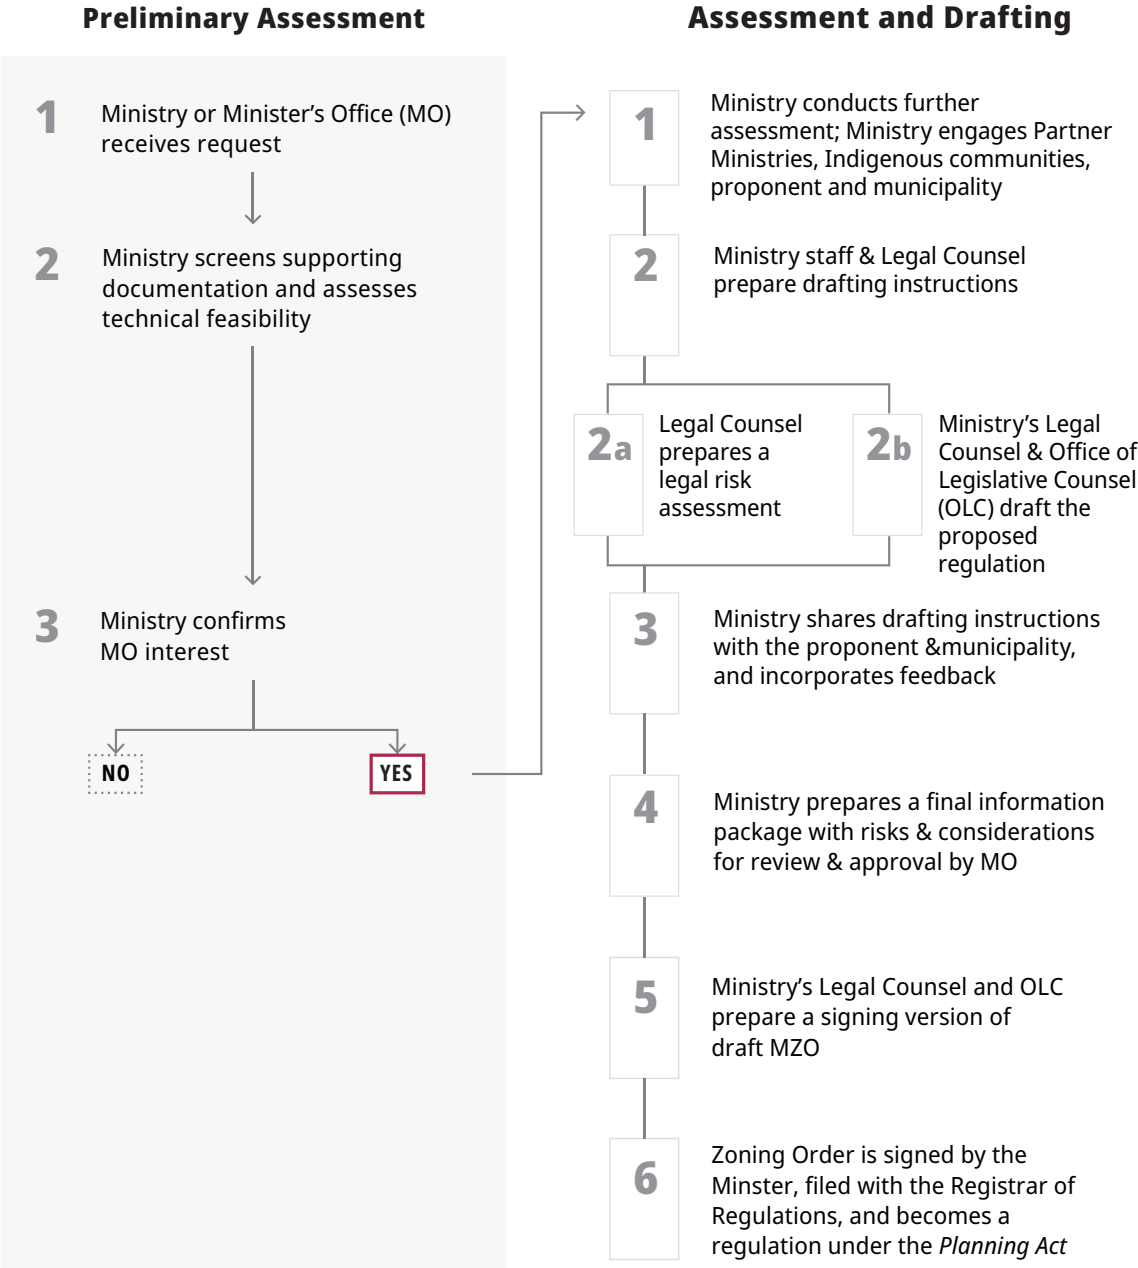 Preliminary Assessment
1
Ministry or Minister’s Office (MO)
receives request
2
Ministry screens supporting
documentation and assesses
technical feasibility
3
Ministry confirms
MO interest
NO
YES
Assessment and Drafting
1
Ministry conducts further
assessment; Ministry engages Partner
Ministries, Indigenous communities,
proponent and municipality
2
Ministry staff & Legal Counsel
prepare drafting instructions
2a
Legal Counsel
prepares a
legal risk
assessment
2b
Ministry’s Legal
Counsel & Office of
Legislative Counsel
(OLC) draft the
proposed
regulation
3
Ministry shares drafting instructions
with the proponent &municipality,
and incorporates feedback
4
Ministry prepares a final information
package with risks & considerations
for review & approval by MO
5
Ministry’s Legal Counsel and OLC
prepare a signing version of
draft MZO
6
Zoning Order is signed by the
Minster, filed with the Registrar of
Regulations, and becomes a
regulation under the Planning Act